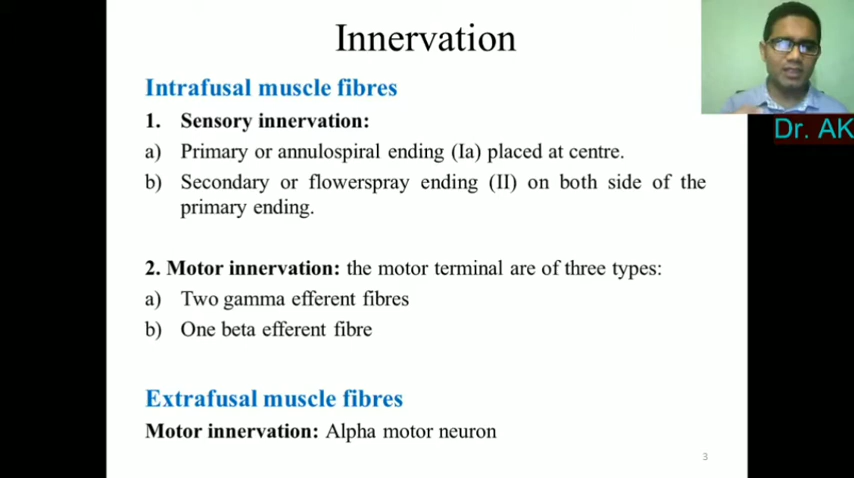 Innervation
Intrafusal muscle fibres
1. Sensory innervation:
a) Primary or annulospiral ending (Ia) placed at centre.
b) Secondary or flowerspray ending (II) on both side of the
primary ending.
2. Motor innervation: the motor terminal are of three types:
a) Two gamma efferent fibres
b) One beta efferent fibre
Extrafusal muscle fibres
Motor innervation: Alpha motor neuron
3
Dr. AK